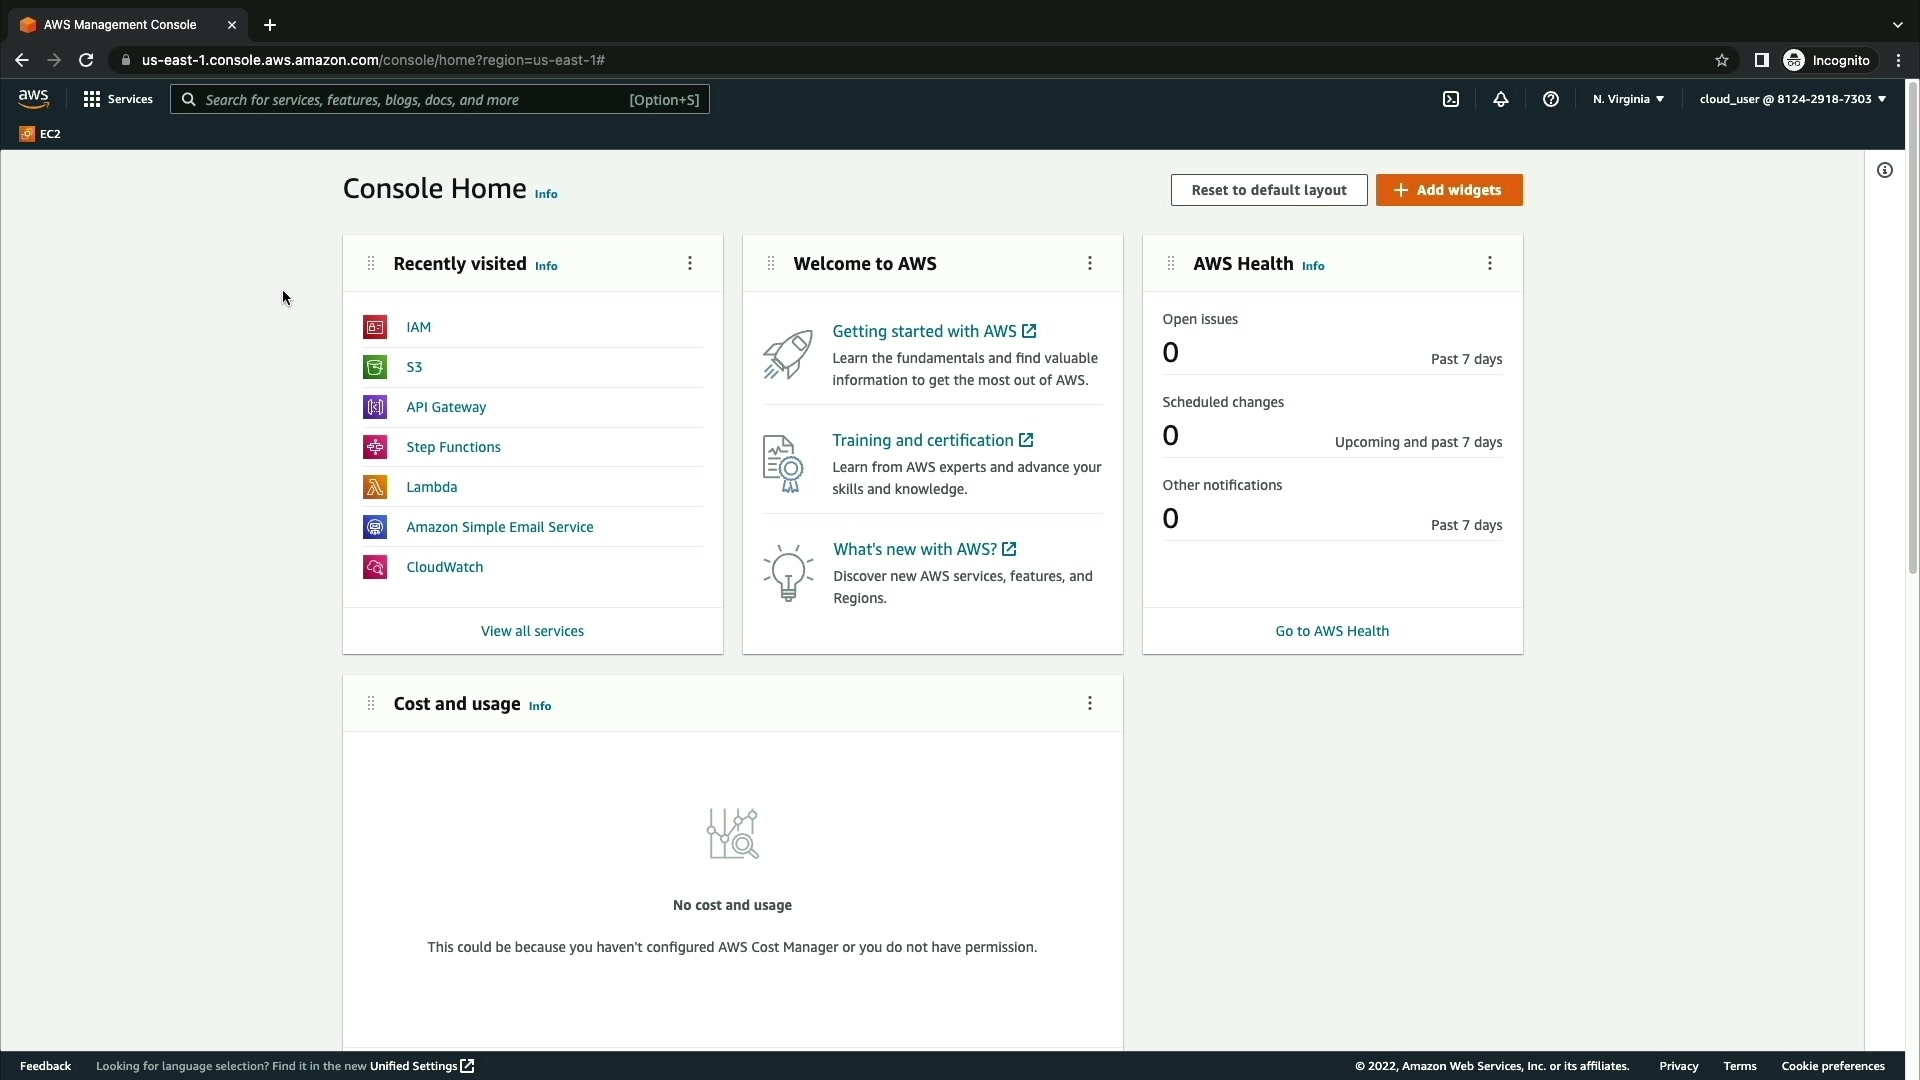 AWS Management Console
us-east-1.console.aws.amazon.com/console/home?region=us-east-1#
Incognito
aws
Services
Search for services, features, blogs, docs, and more
[Option+S]
N. Virginia
cloud_user @ 8124-2918-7303
EC2
Console Home Info
Reset to default layout
Add widgets
Recently visited Info
IAM
S3
API Gateway
Step Functions
Lambda
Amazon Simple Email Service
CloudWatch
View all services
Welcome to AWS
Getting started with AWS
Learn the fundamentals and find valuable
information to get the most out of AWS.
Training and certification
Learn from AWS experts and advance your
skills and knowledge.
What's new with AWS?
Discover new AWS services, features, and
Regions.
AWS Health Info
Open issues
0
Past 7 days
Scheduled changes
0
Upcoming and past 7 days
Other notifications
0
Past 7 days
Go to AWS Health
Cost and usage Info
No cost and usage
This could be because you haven't configured AWS Cost Manager or you do not have permission.
Feedback
Looking for language selection? Find it in the new Unified Settings
© 2022, Amazon Web Services, Inc. or its affiliates.
Privacy
Terms
Cookie preferences